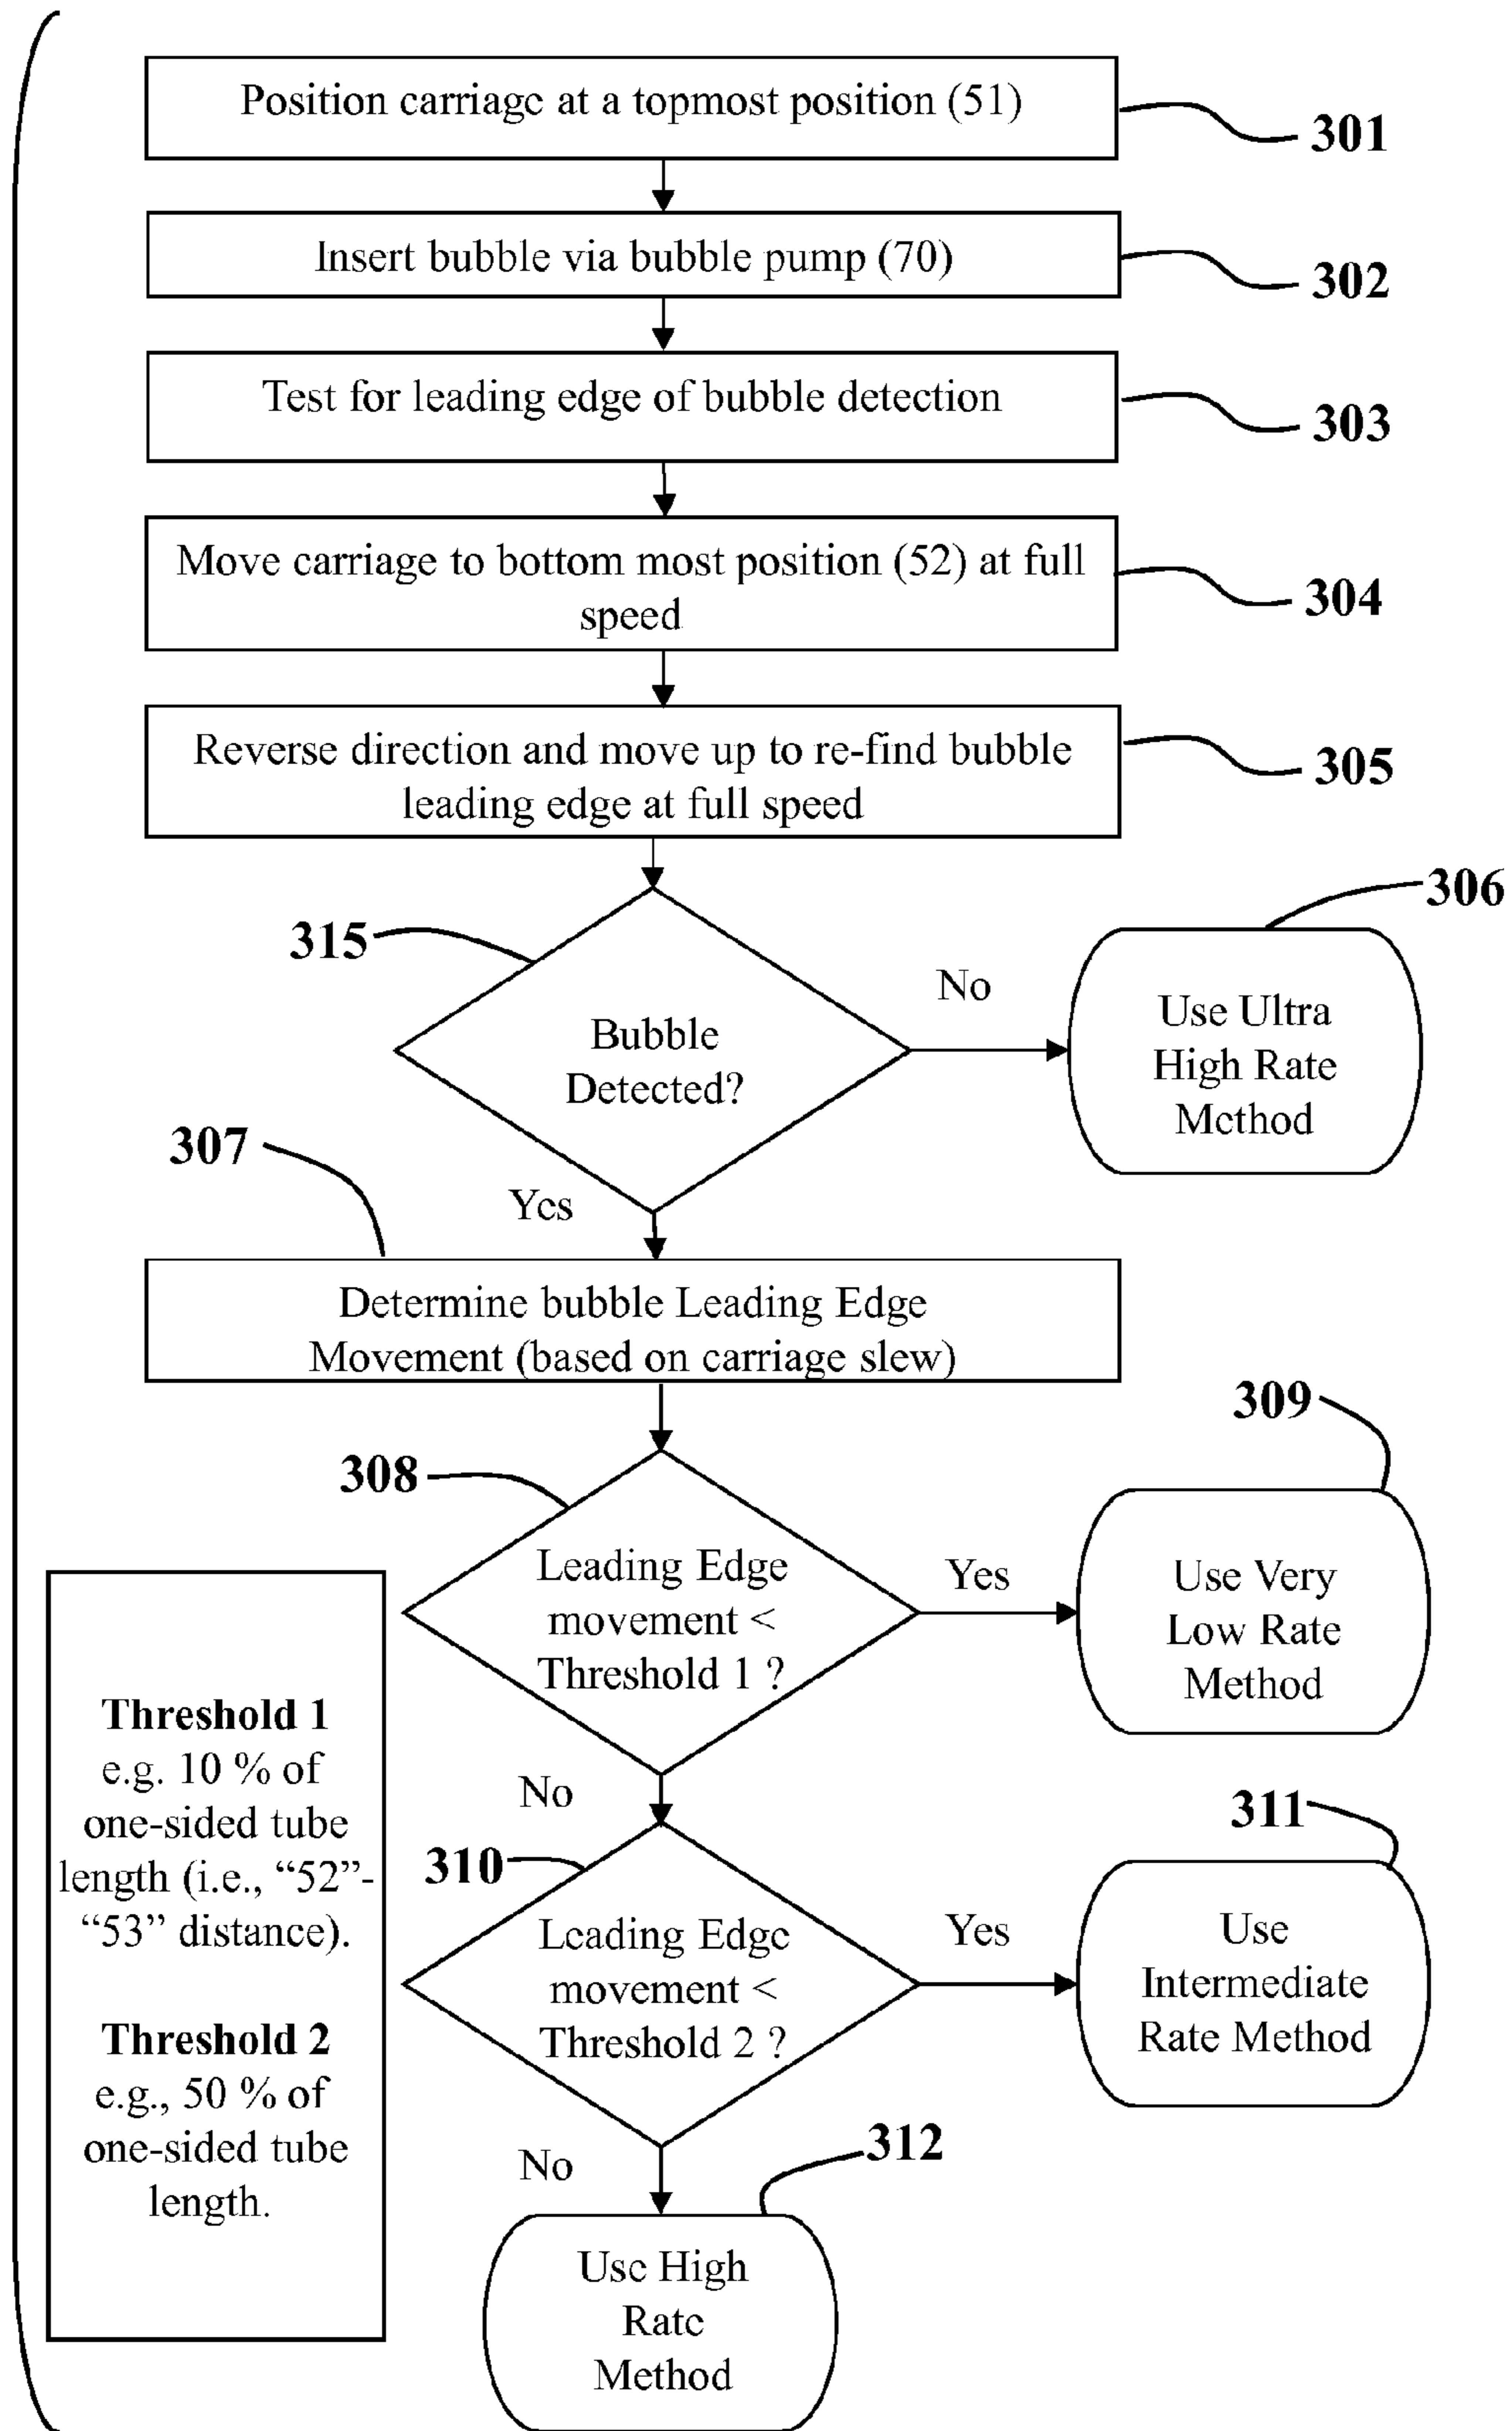 Position carriage at a topmost position (51)
301
Insert bubble via bubble pump (70)
302
Test for leading edge of bubble detection
303
Move carriage to bottom most position (52) at full
speed
304
Reverse direction and move up to re-find bubble
leading edge at full speed
305
315
Bubble
Detected?
No
306
Use Ultra
High Rate
Method
307
Yes
Determine bubble Leading Edge
Movement (based on carriage slew)
308
Leading Edge
movement <
Threshold 1 ?
Yes
309
Use Very
Low Rate
Method
No
310
Leading Edge
movement <
Threshold 2 ?
Yes
311
Use
Intermediate
Rate Method
No
312
Use High
Rate
Method
Threshold 1
e.g. 10 % of
one-sided tube
length (i.e., “52”-
“53” distance).
Threshold 2
e.g., 50 % of
one-sided tube
length.